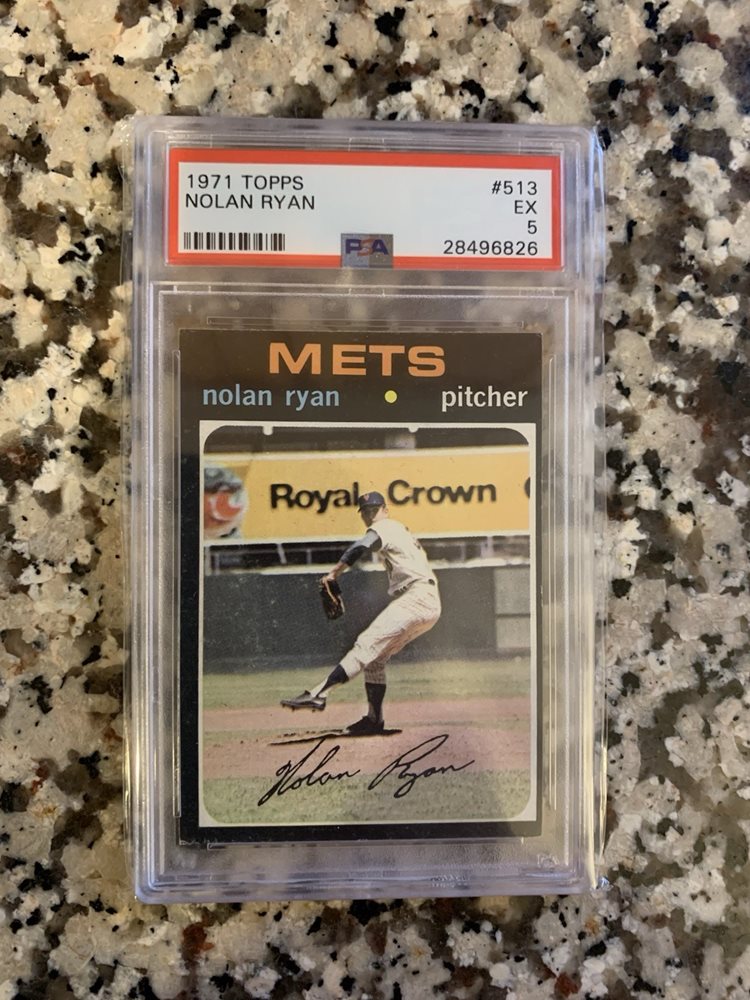 1971 TOPPS #513
NOLAN RYAN EX
5
PSA 28496826
METS
nolan ryan • pitcher
Royal Crown
Nolan Ryan